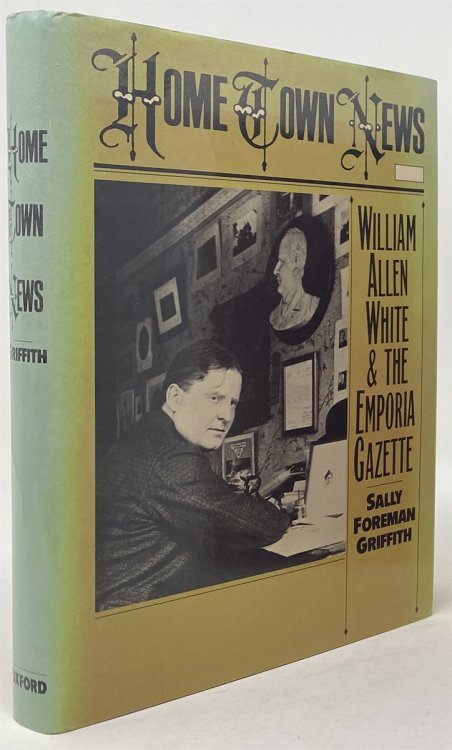 HOME TOWN NEWS
WILLIAM
ALLEN
WHITE
& THE
EMPORIA
GAZETTE
SALLY
FOREMAN
GRIFFITH
HOME
TOWN
NEWS
GRIFFITH
OXFORD